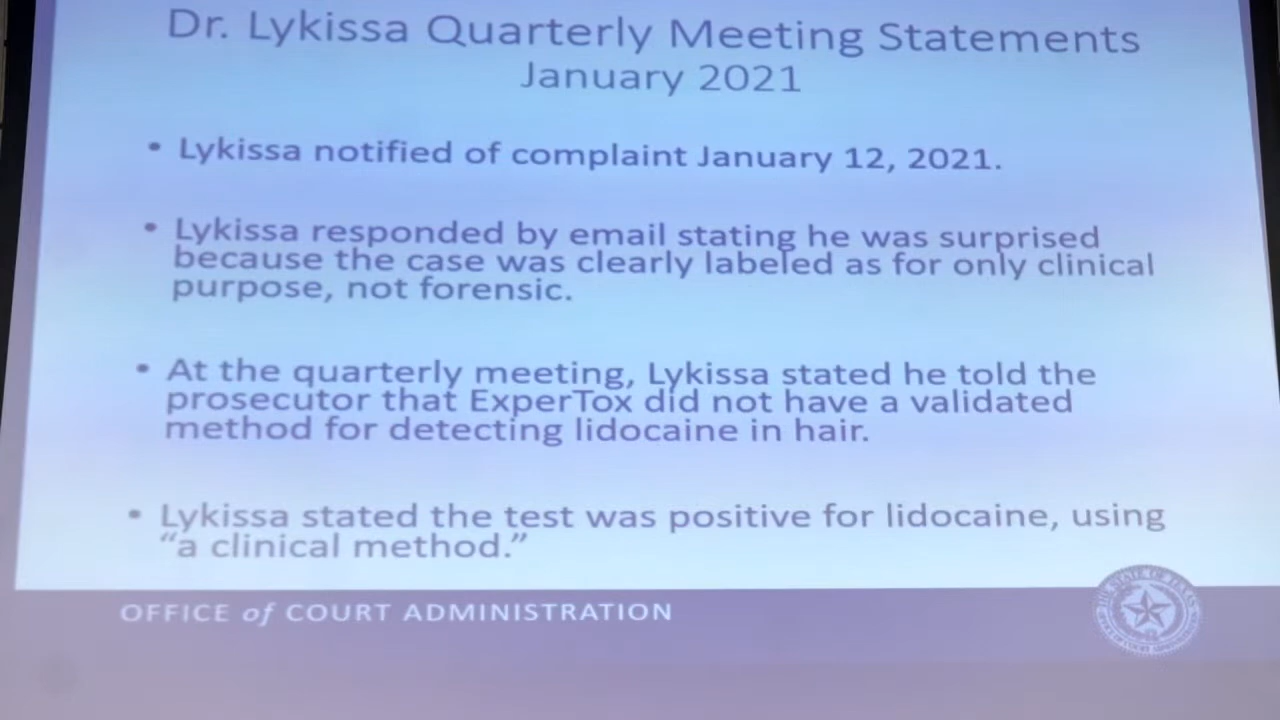 Dr. Lykissa Quarterly Meeting Statements
January 2021
• Lykissa notified of complaint January 12, 2021.
• Lykissa responded by email stating he was surprised
because the case was clearly labeled as for only clinical
purpose, not forensic.
• At the quarterly meeting, Lykissa stated he told the
prosecutor that ExperTox did not have a validated
method for detecting lidocaine in hair.
• Lykissa stated the test was positive for lidocaine, using
“a clinical method.”
OFFICE of COURT ADMINISTRATION